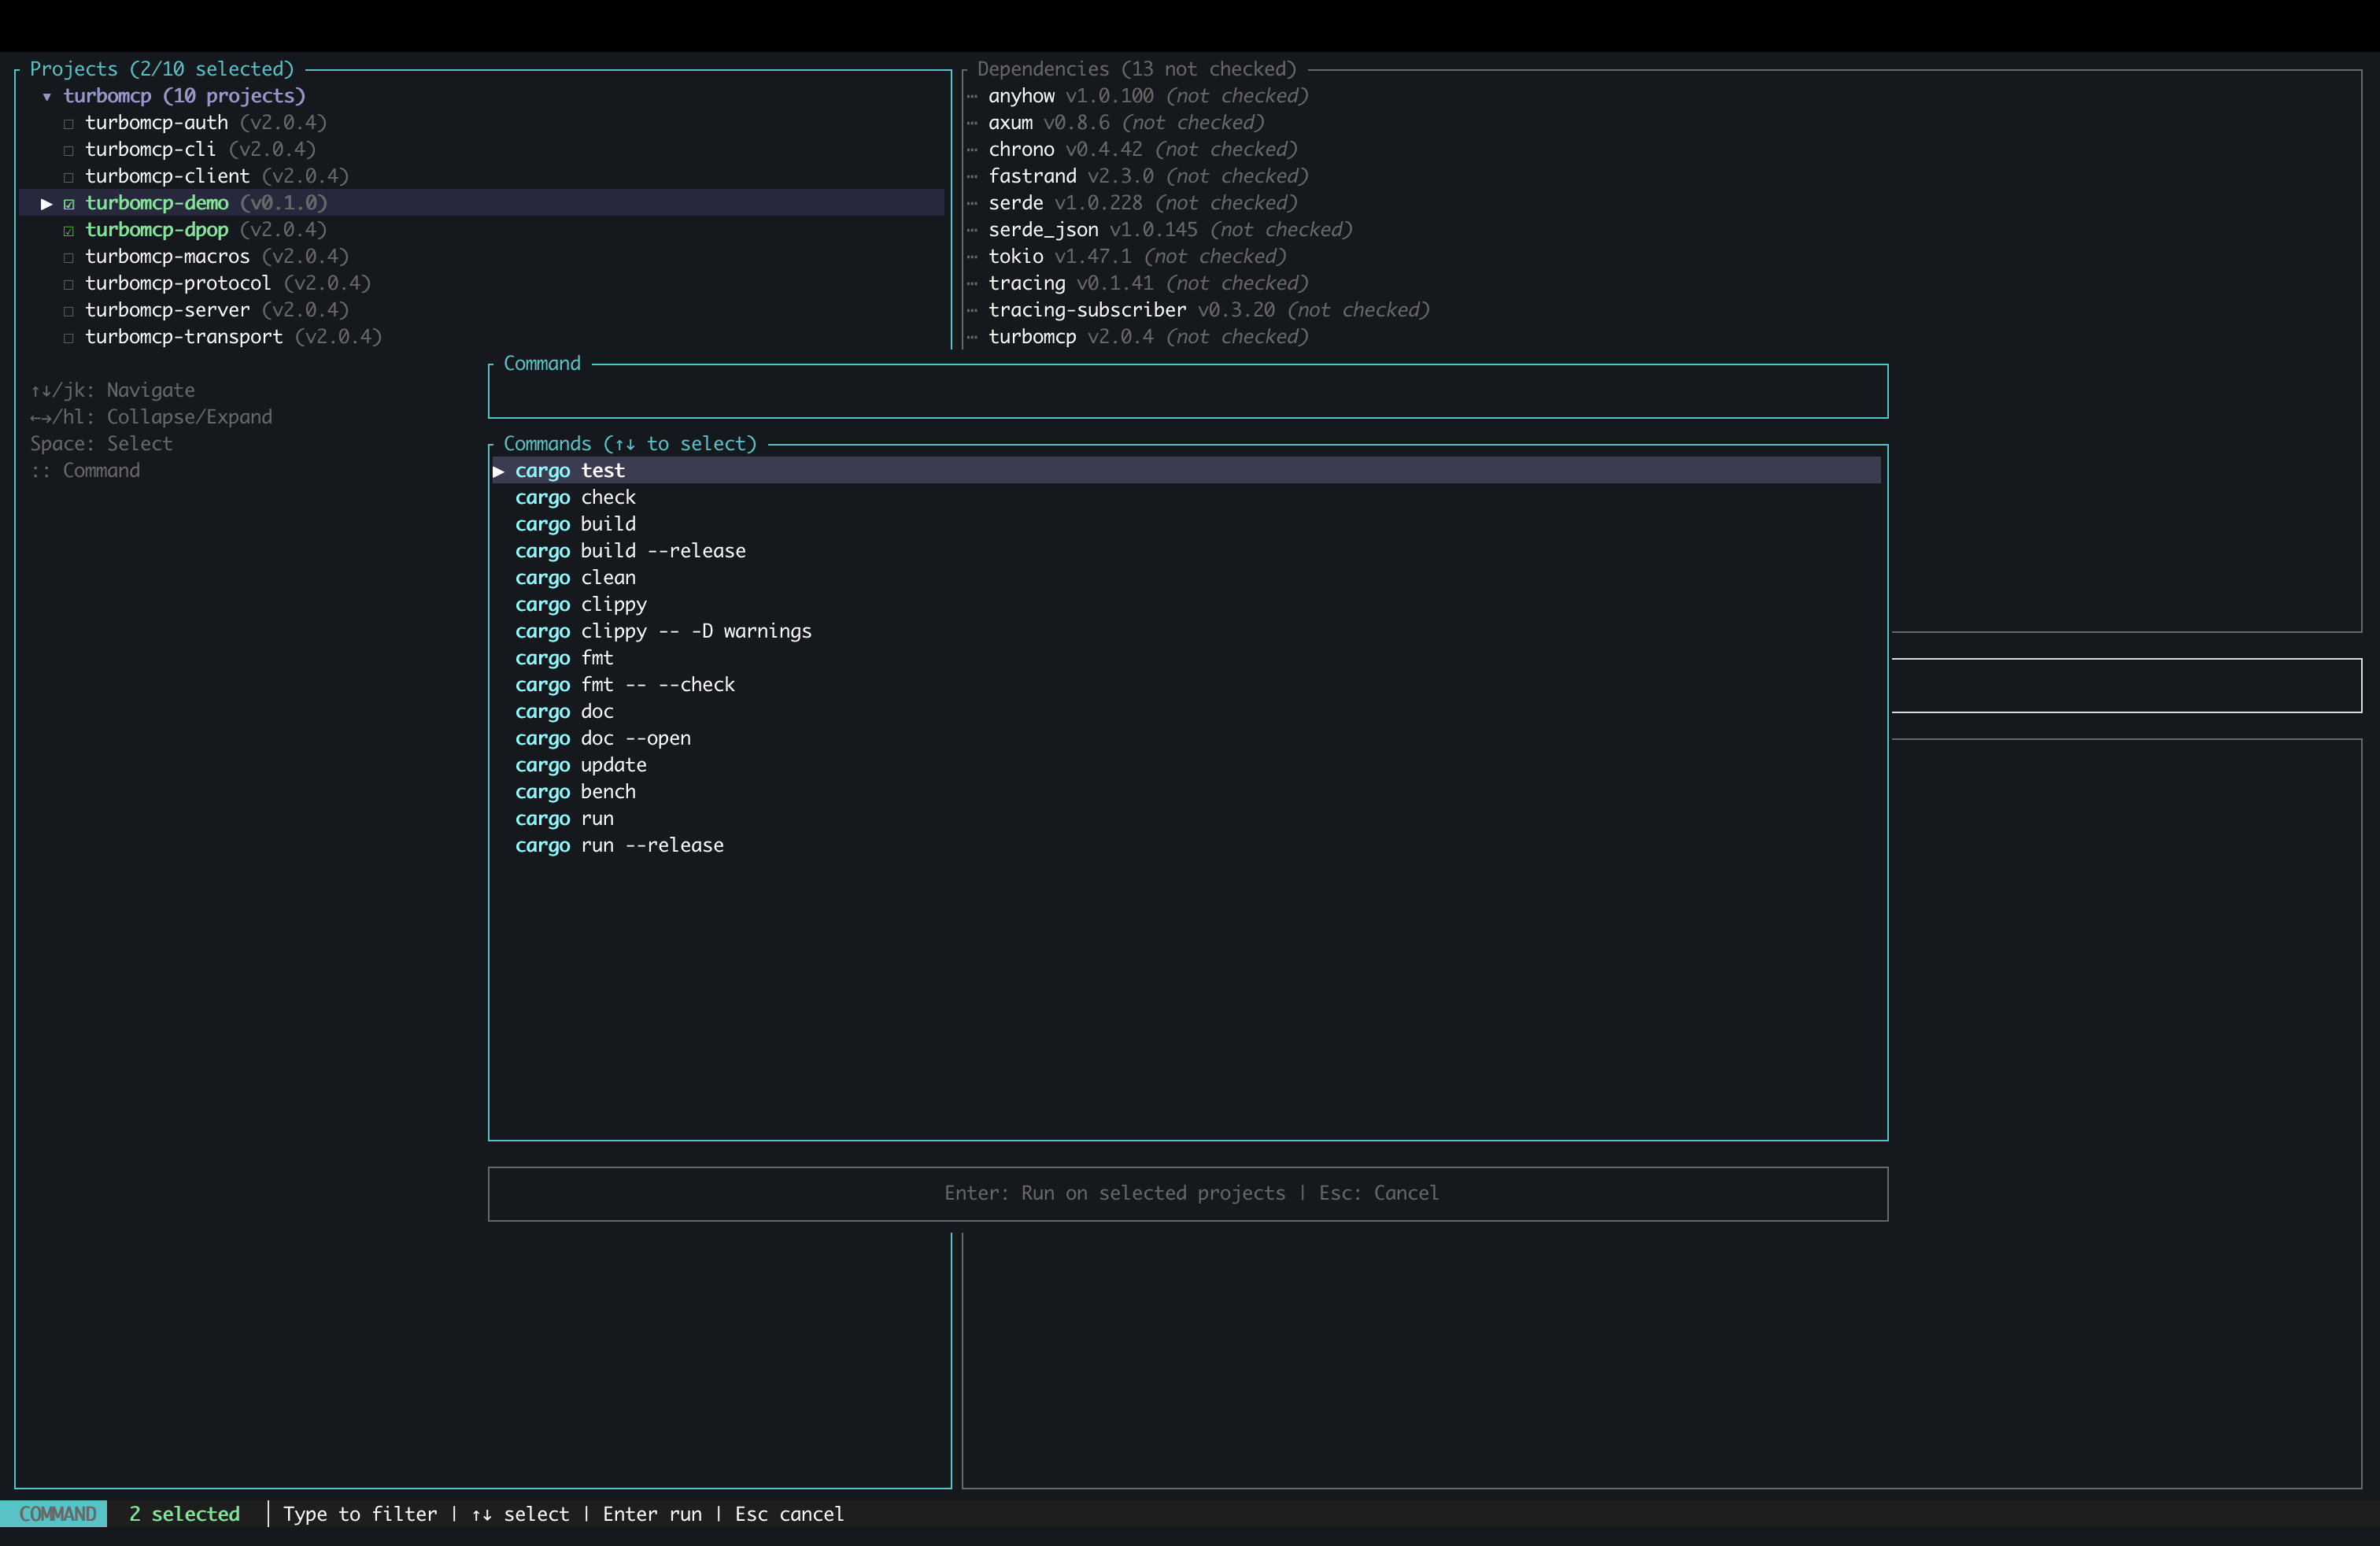 Projects (2/10 selected)
▼ turbomcp (10 projects)
☐ turbomcp-auth (v2.0.4)
☐ turbomcp-cli (v2.0.4)
☐ turbomcp-client (v2.0.4)
▶ ☑ turbomcp-demo (v0.1.0)
☑ turbomcp-dpop (v2.0.4)
☐ turbomcp-macros (v2.0.4)
☐ turbomcp-protocol (v2.0.4)
☐ turbomcp-server (v2.0.4)
☐ turbomcp-transport (v2.0.4)
↑↓/jk: Navigate
←→/hl: Collapse/Expand
Space: Select
:: Command
Dependencies (13 not checked)
⋯ anyhow v1.0.100 (not checked)
⋯ axum v0.8.6 (not checked)
⋯ chrono v0.4.42 (not checked)
⋯ fastrand v2.3.0 (not checked)
⋯ serde v1.0.228 (not checked)
⋯ serde_json v1.0.145 (not checked)
⋯ tokio v1.47.1 (not checked)
⋯ tracing v0.1.41 (not checked)
⋯ tracing-subscriber v0.3.20 (not checked)
⋯ turbomcp v2.0.4 (not checked)
Command
Commands (↑↓ to select)
▶ cargo test
cargo check
cargo build
cargo build --release
cargo clean
cargo clippy
cargo clippy -- -D warnings
cargo fmt
cargo fmt -- --check
cargo doc
cargo doc --open
cargo update
cargo bench
cargo run
cargo run --release
Enter: Run on selected projects | Esc: Cancel
COMMAND 2 selected │ Type to filter | ↑↓ select | Enter run | Esc cancel